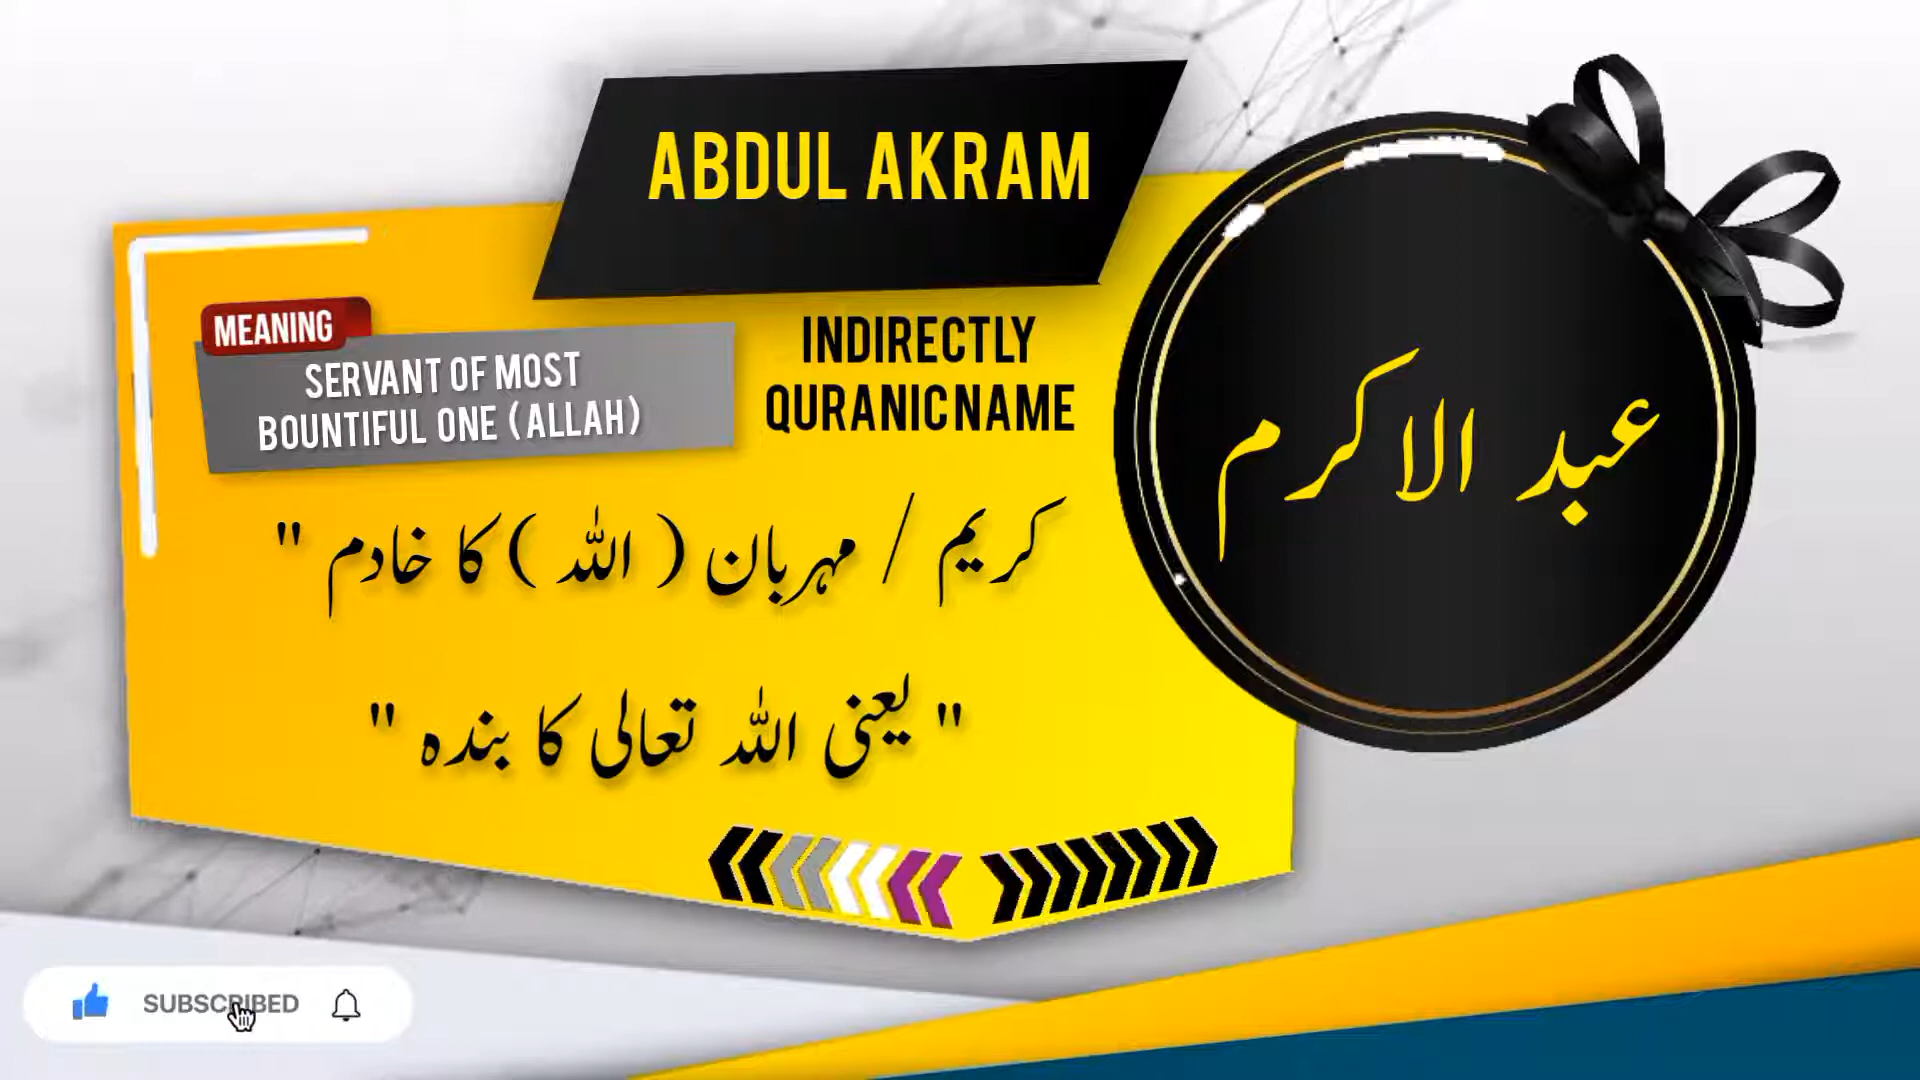 ABDUL AKRAM
MEANING
SERVANT OF MOST
BOUNTIFUL ONE (ALLAH)
INDIRECTLY
QURANIC NAME
عبد الاکرم
کریم / مہربان ( اللہ ) کا خادم "
" یعنی اللہ تعالی کا بندہ "
SUBSCRIBED